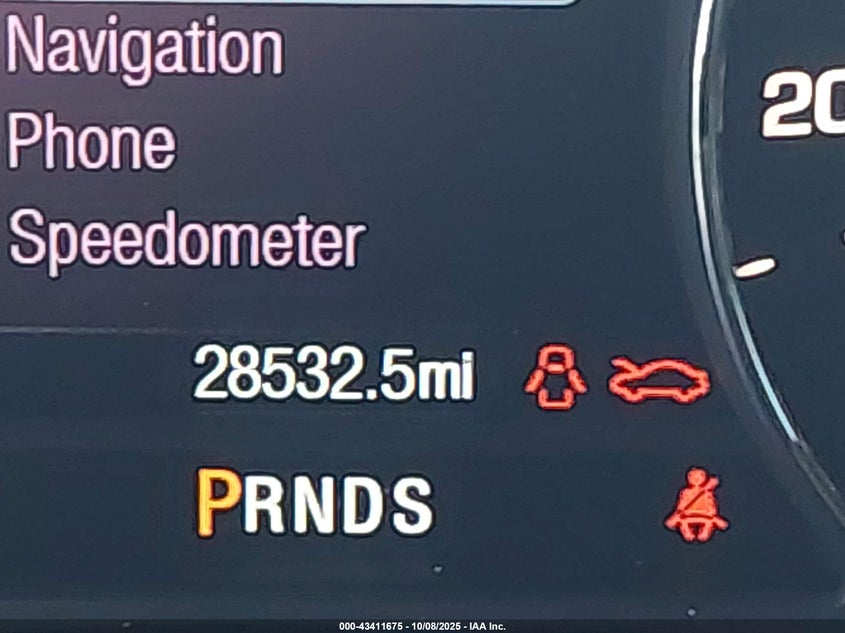 Navigation
Phone
Speedometer
20
28532.5mi
PRNDS
000-43411675 - 10/08/2025 - IAA Inc.